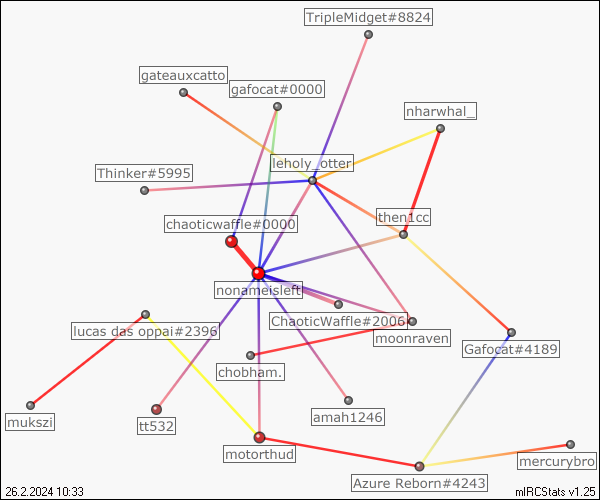 TripleMidget#8824
gateauxcatto
gafocat#0000
nharwhal_
leholy_otter
Thinker#5995
chaoticwaffle#0000
then1cc
nonameisleft
ChaoticWaffle#2006
lucas das oppai#2396
moonraven
Gafocat#4189
chobham.
mukszi
tt532
amah1246
motorthud
mercurybro
Azure Reborn#4243
26.2.2024 10:33
mIRCStats v1.25